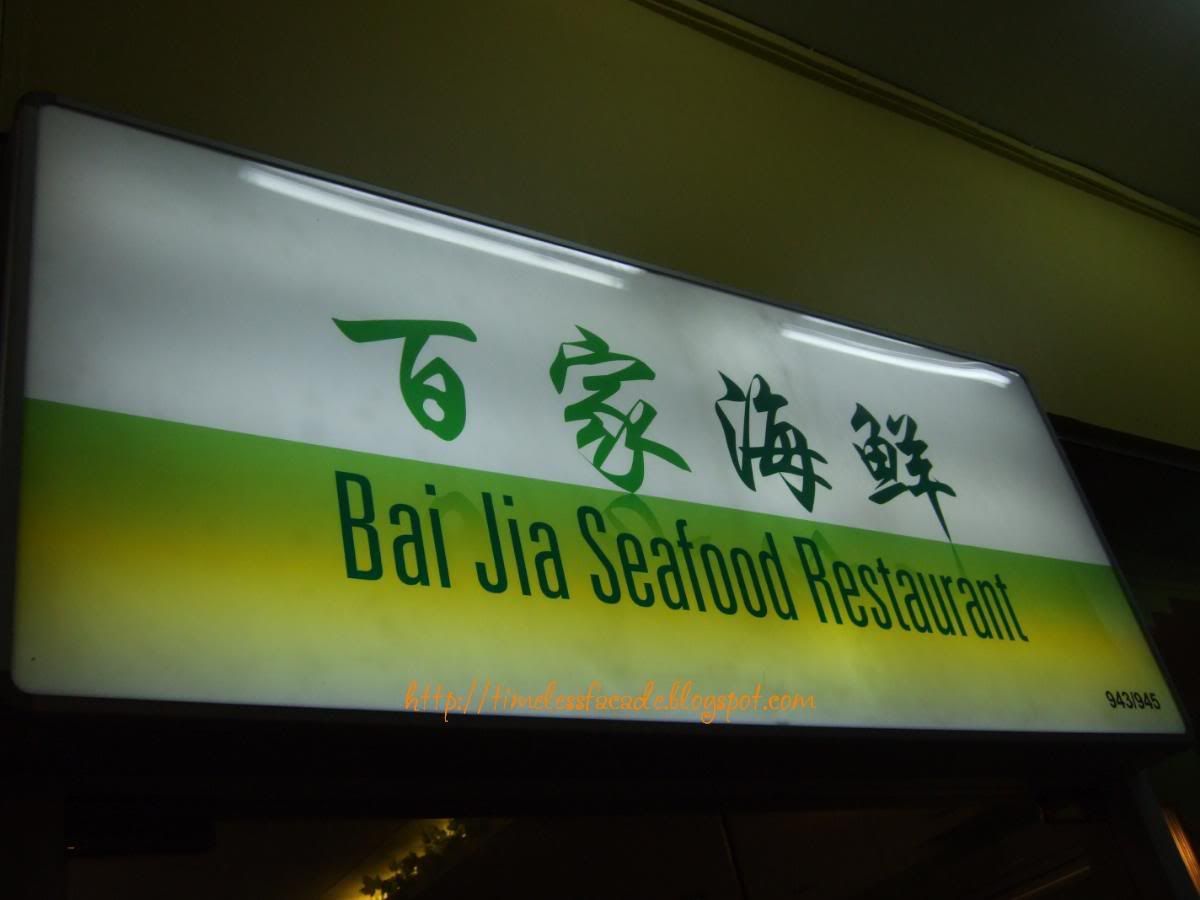 百家海鮮
Bai Jia Seafood Restaurant
http://timelessfacade.blogspot.com
943/945